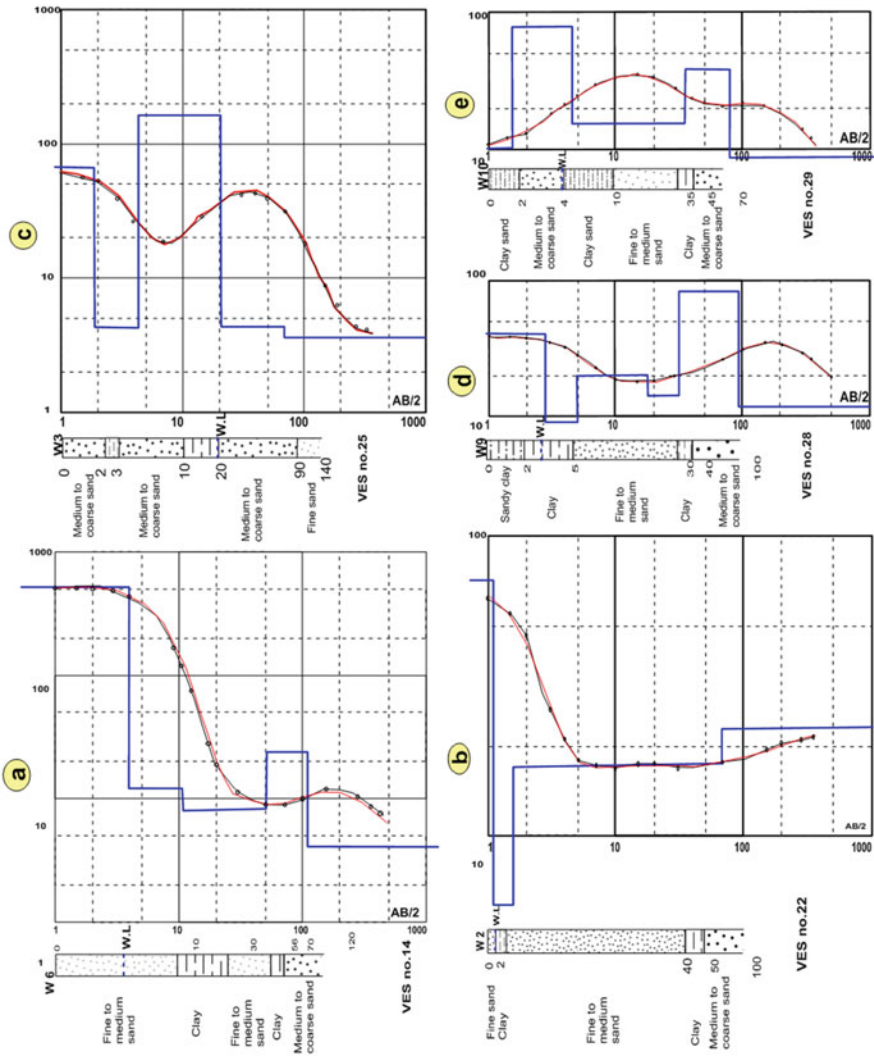 a
1000
100
10
1
10
100
1000
AB/2
W 6
W.L
0
10
30
56
70
120
1
Fine to medium sand
Clay
Fine to medium sand
Clay
Medium to coarse sand
VES no.14
b
100
10
1
10
100
1000
AB/2
W 2
W.L
0
2
40
50
100
Fine sand
Clay
Fine to medium sand
Clay
Medium to coarse sand
VES no.22
c
1000
100
10
1
1
10
100
1000
AB/2
W3
W.L
0
2
3
10
20
90
140
Medium to coarse sand
Medium to coarse sand
Medium to coarse sand
Fine sand
VES no.25
d
100
10
1
10
100
1000
AB/2
W9
W.L
0
2
5
30
40
100
Sandy clay
Clay
Fine to medium sand
Clay
Medium to coarse sand
VES no.28
e
100
10
1
10
100
1000
AB/2
W10
W.L
0
2
4
10
35
45
70
Clay sand
Medium to coarse sand
Clay sand
Fine to medium sand
Clay
Medium to coarse sand
VES no.29